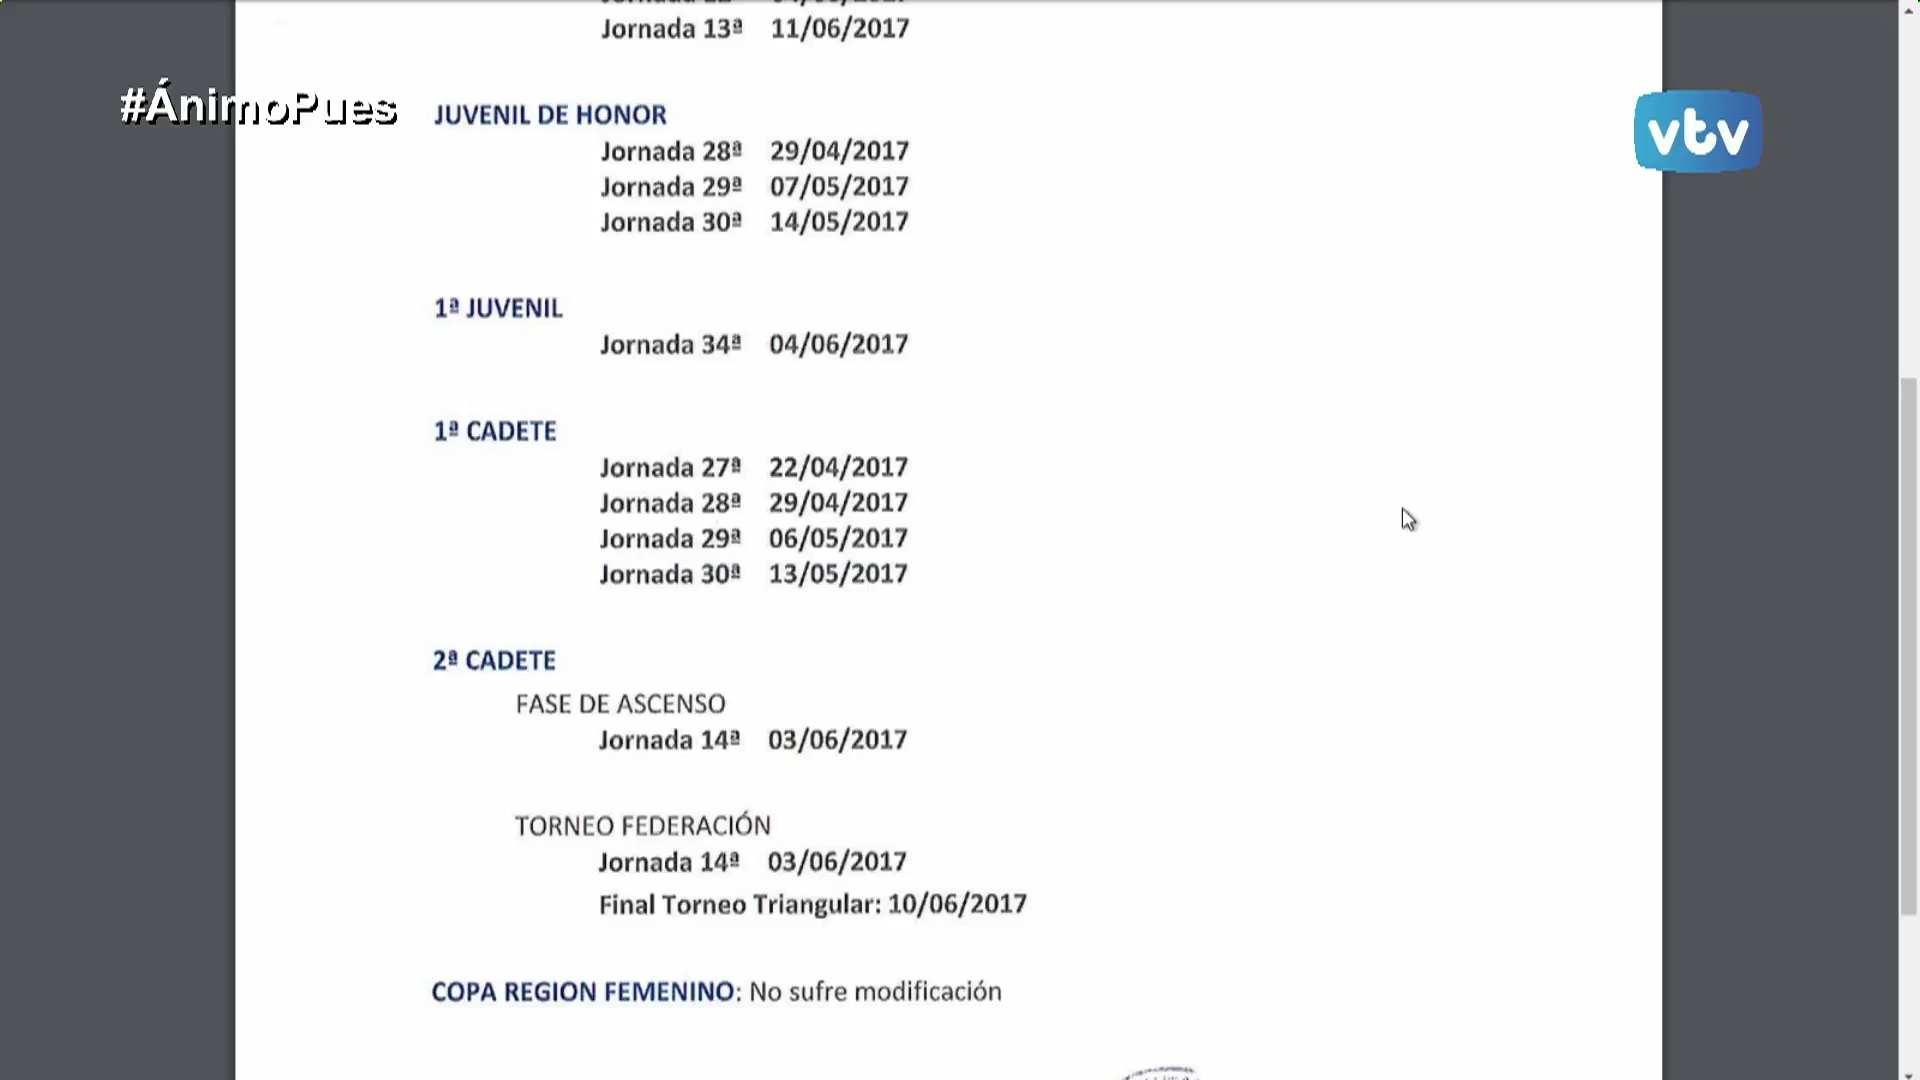 Jornada 13ª 11/06/2017
#ÁnimoPues
vtv
JUVENIL DE HONOR
Jornada 28ª 29/04/2017
Jornada 29ª 07/05/2017
Jornada 30ª 14/05/2017
1ª JUVENIL
Jornada 34ª 04/06/2017
1ª CADETE
Jornada 27ª 22/04/2017
Jornada 28ª 29/04/2017
Jornada 29ª 06/05/2017
Jornada 30ª 13/05/2017
2ª CADETE
FASE DE ASCENSO
Jornada 14ª 03/06/2017
TORNEO FEDERACIÓN
Jornada 14ª 03/06/2017
Final Torneo Triangular: 10/06/2017
COPA REGION FEMENINO: No sufre modificación